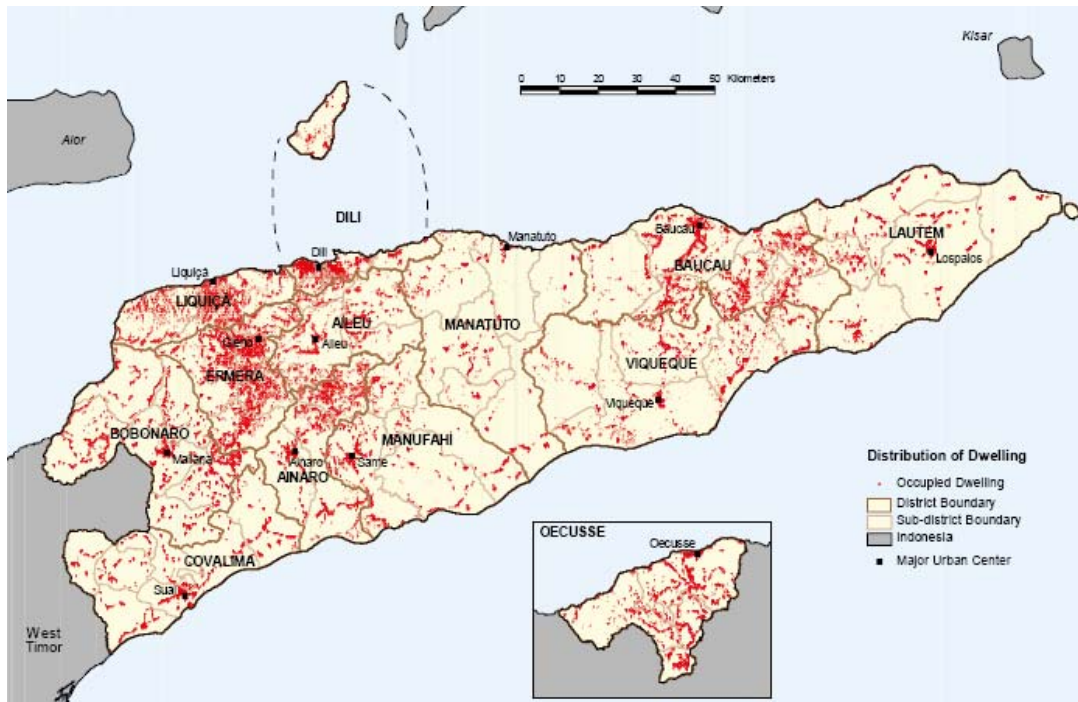 Kisar
0 10 20 30 40 50 Kilometers
Alor
DILI
Manatuto
Baucau
LAUTEM
Dili
BAUCAU
Lospalos
Liquiçá
LIQUIÇA
AILEU
MANATUTO
Gleno
Aileu
VIQUEQUE
ERMERA
Viqueque
BOBONARO
MANUFAHI
Maliana
Ainaro
Same
AINARO
Distribution of Dwelling
Occupied Dwelling
District Boundary
Sub-district Boundary
Indonesia
Major Urban Center
OECUSSE
Oecusse
COVALIMA
Suai
West
Timor